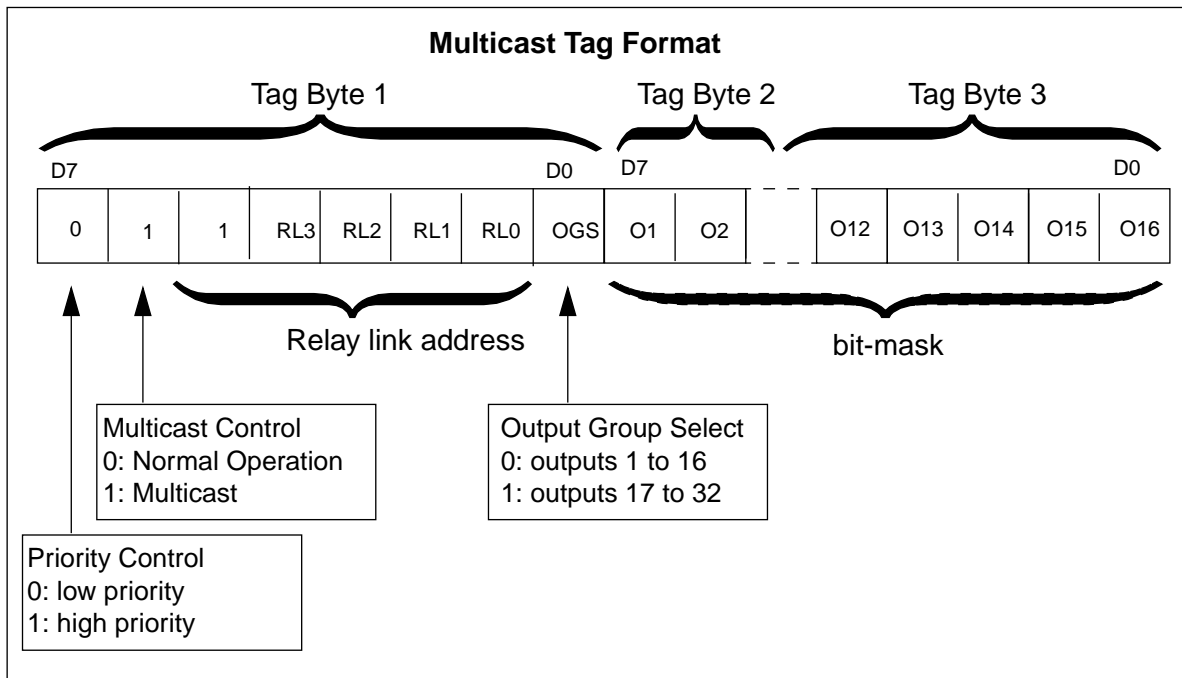 Multicast Tag Format
Tag Byte 1 Tag Byte 2 Tag Byte 3
D7 D0 D7 D0
0 1 1 RL3 RL2 RL1 RL0 OGS O1 O2 O12 O13 O14 O15 O16
Relay link address bit-mask
Multicast Control
0: Normal Operation
1: Multicast
Output Group Select
0: outputs 1 to 16
1: outputs 17 to 32
Priority Control
0: low priority
1: high priority